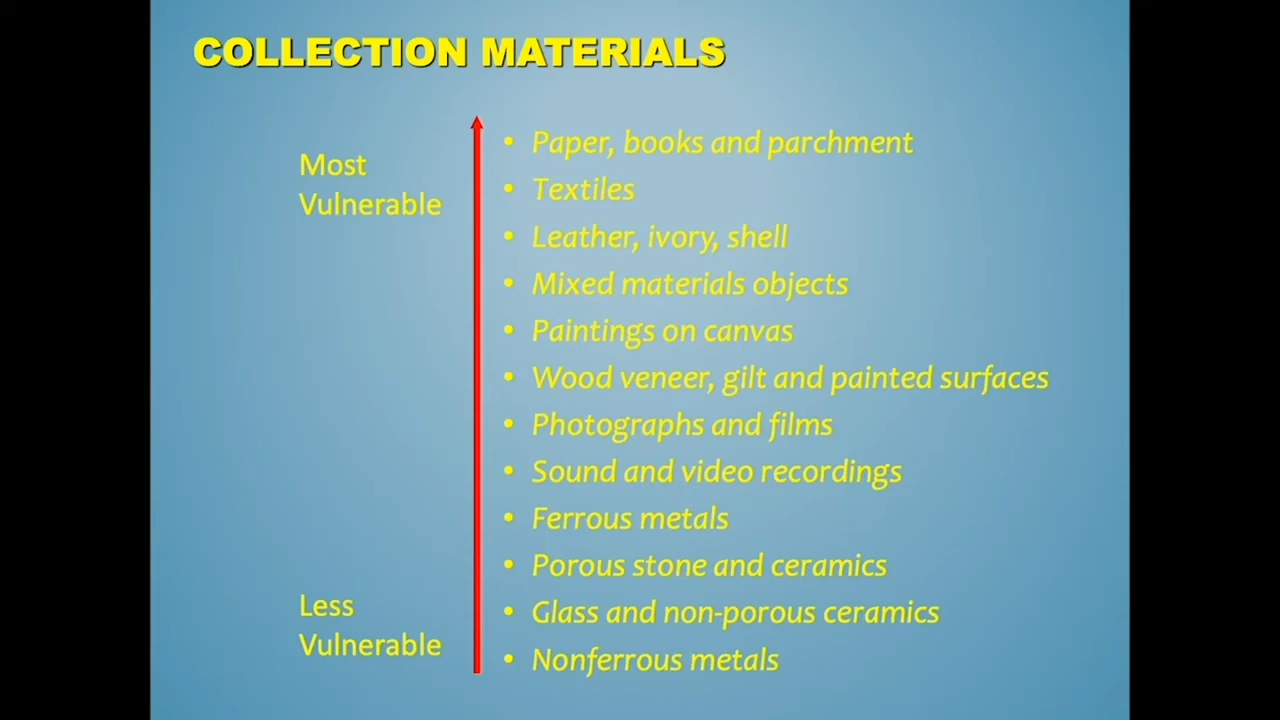 COLLECTION MATERIALS
Most
Vulnerable
• Paper, books and parchment
• Textiles
• Leather, ivory, shell
• Mixed materials objects
• Paintings on canvas
• Wood veneer, gilt and painted surfaces
• Photographs and films
• Sound and video recordings
• Ferrous metals
• Porous stone and ceramics
• Glass and non-porous ceramics
• Nonferrous metals
Less
Vulnerable